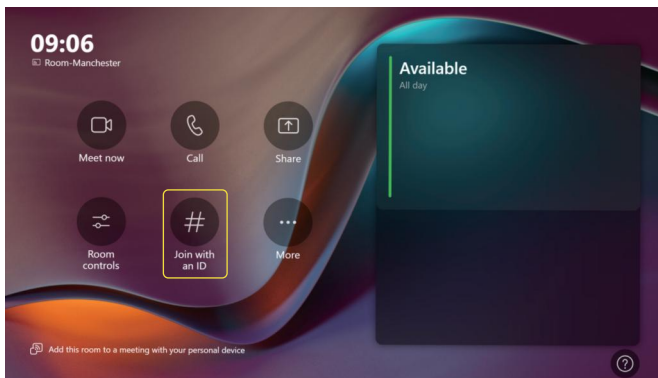 09:06
Room-Manchester
Available
All day
Meet now
Call
Share
Room
controls
#
Join with
an ID
More
Add this room to a meeting with your personal device
?